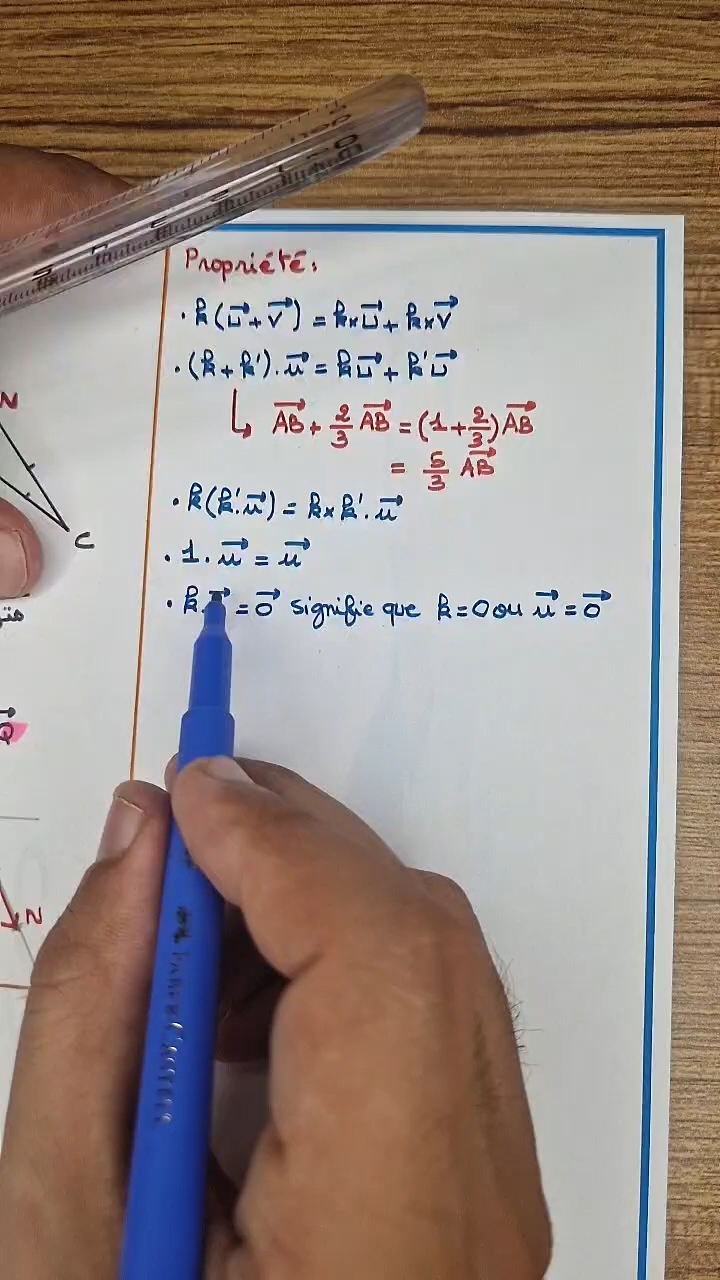 Propriété:
• k(u⃗ + v⃗) = k×u⃗ + k×v⃗
• (k + k').u⃗ = ku⃗ + k'u⃗
↳ AB⃗ + 2/3 AB⃗ = (1 + 2/3)AB⃗
= 5/3 AB⃗
• k(k'.u⃗) = k×k'.u⃗
• 1.u⃗ = u⃗
• k. = 0⃗ signifie que k = 0 ou u⃗ = 0⃗
N
C
Q
N